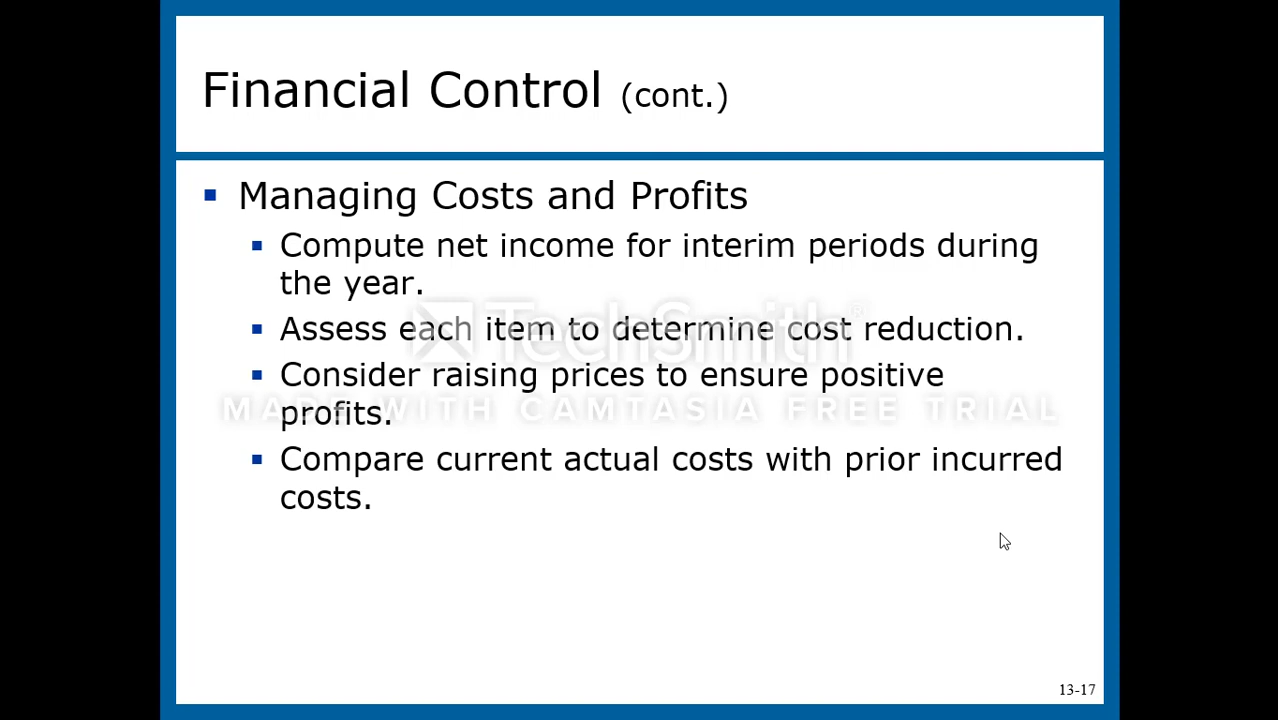 Financial Control (cont.)
Managing Costs and Profits
Compute net income for interim periods during
the year.
Assess each item to determine cost reduction.
TechSmith®
Consider raising prices to ensure positive
profits.
MADE WITH CAMTASIA FREE TRIAL
Compare current actual costs with prior incurred
costs.
13-17